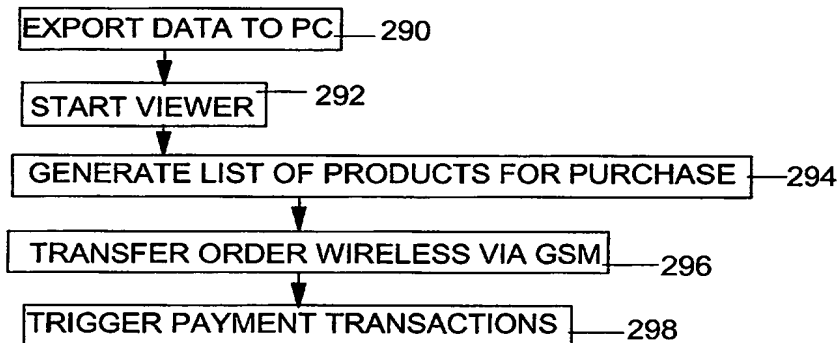 EXPORT DATA TO PC 290
START VIEWER 292
GENERATE LIST OF PRODUCTS FOR PURCHASE 294
TRANSFER ORDER WIRELESS VIA GSM 296
TRIGGER PAYMENT TRANSACTIONS 298